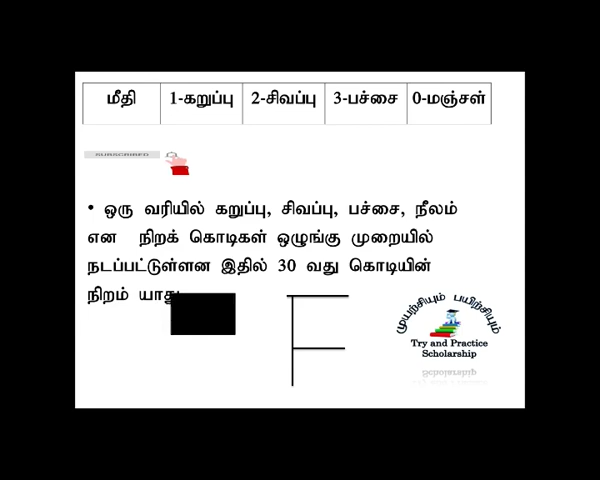 மீதி 1-கறுப்பு 2-சிவப்பு 3-பச்சை 0-மஞ்சள்
SUBSCRIBED
• ஒரு வரியில் கறுப்பு, சிவப்பு, பச்சை, நீலம்
என நிறக் கொடிகள் ஒழுங்கு முறையில்
நடப்பட்டுள்ளன இதில் 30 வது கொடியின்
நிறம் யாது
முயற்சியும் பயிற்சியும்
Try and Practice
Scholarship